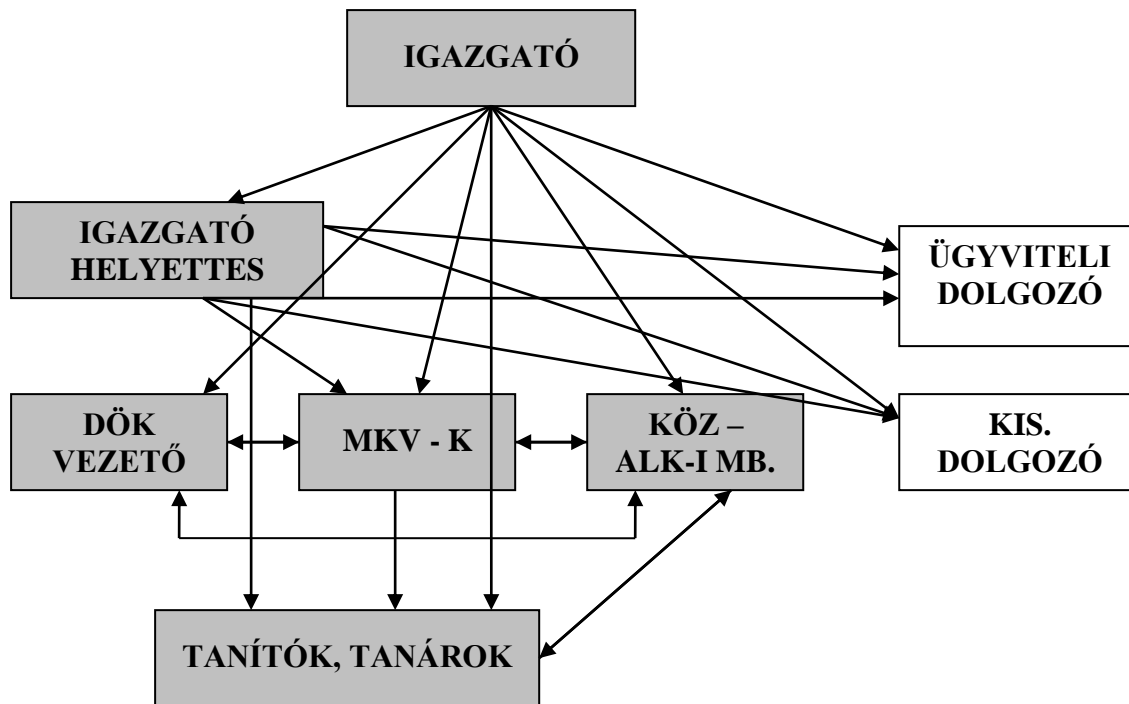 IGAZGATÓ
IGAZGATÓ
HELYETTES
ÜGYVITELI
DOLGOZÓ
DÖK
VEZETŐ
MKV - K
KÖZ –
ALK-I MB.
KIS.
DOLGOZÓ
TANÍTÓK, TANÁROK